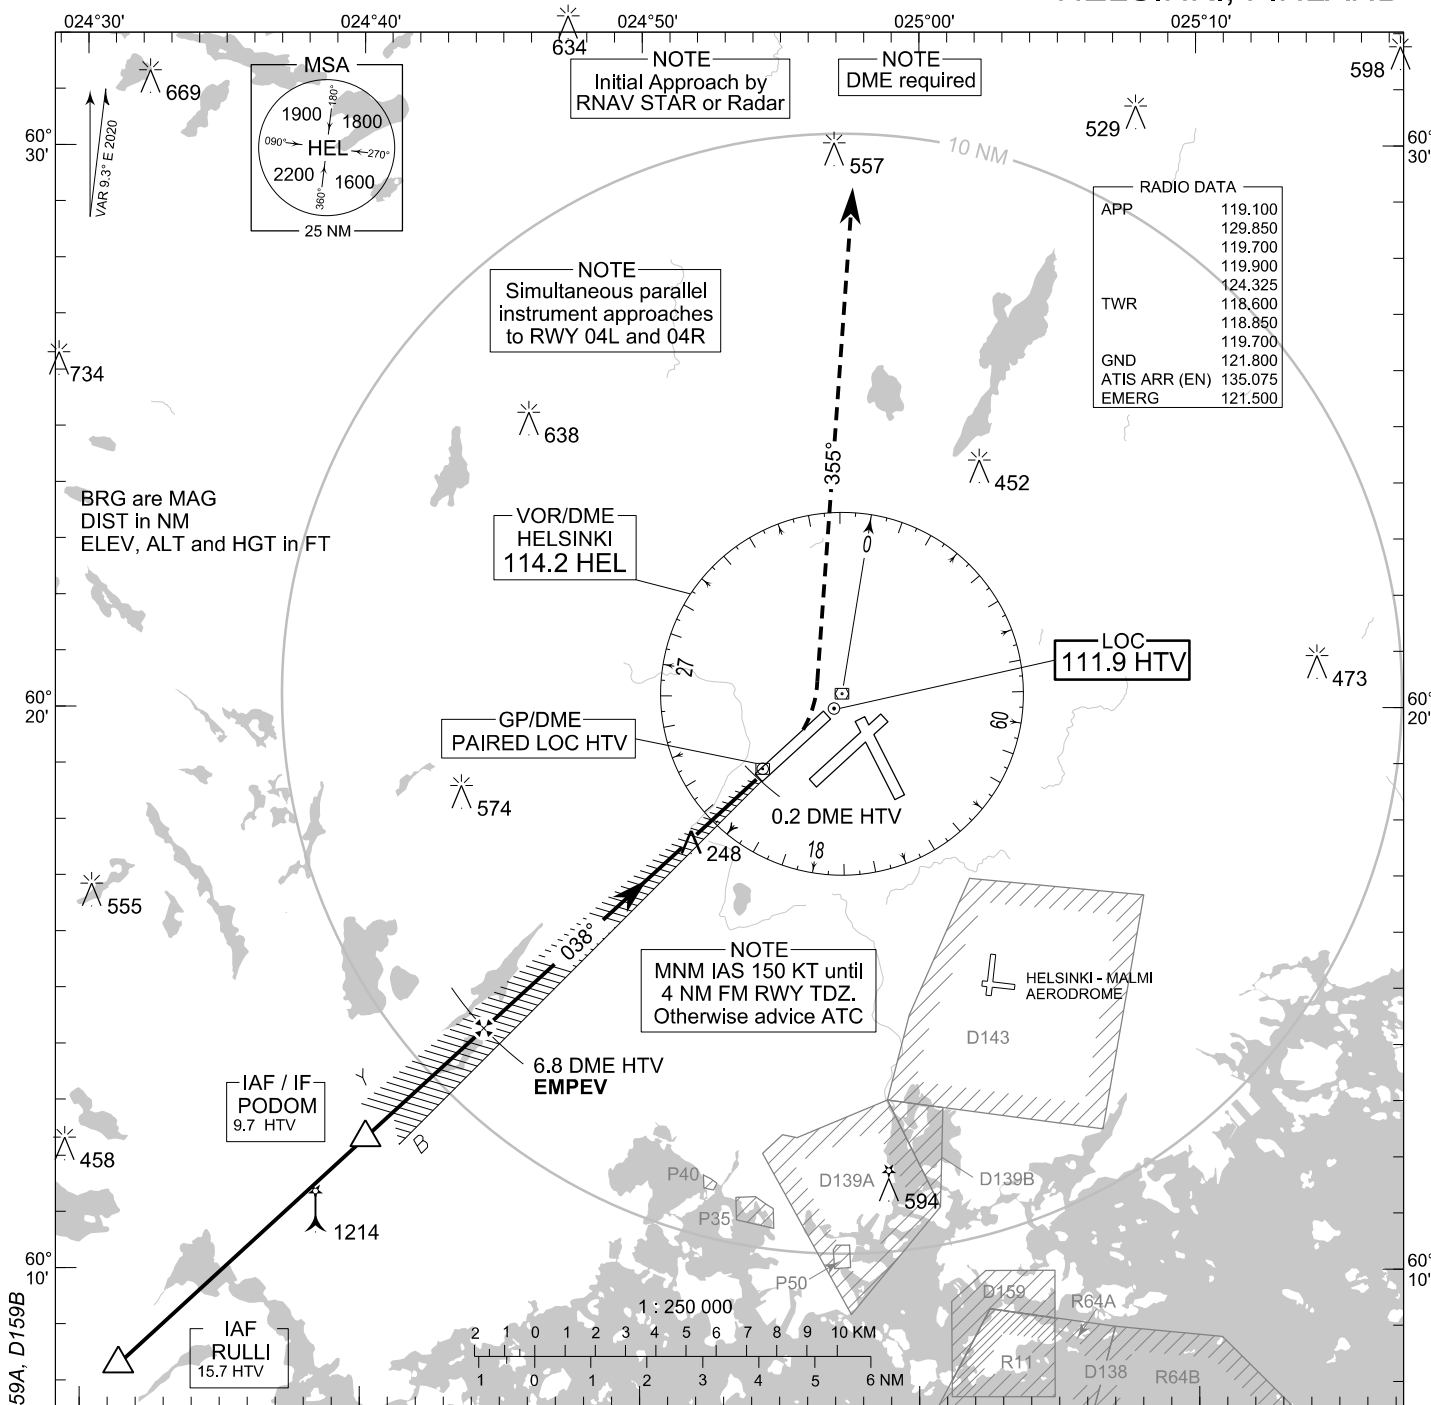 024°30'
024°40'
024°50'
025°00'
025°10'
634
669
598
529
557
VAR 9.3° E 2020
MSA
1900
1800
2200
1600
180°
090°
270°
360°
HEL
25 NM
NOTE
Initial Approach by
RNAV STAR or Radar
NOTE
DME required
60°
30'
60°
30'
10 NM
RADIO DATA
APP 119.100
129.850
119.700
119.900
124.325
TWR 118.600
118.850
119.700
GND 121.800
ATIS ARR (EN) 135.075
EMERG 121.500
NOTE
Simultaneous parallel
instrument approaches
to RWY 04L and 04R
734
638
355°
452
BRG are MAG
DIST in NM
ELEV, ALT and HGT in FT
VOR/DME
HELSINKI
114.2 HEL
0
27
09
18
LOC
111.9 HTV
473
60°
20'
60°
20'
GP/DME
PAIRED LOC HTV
574
0.2 DME HTV
248
555
038°
NOTE
MNM IAS 150 KT until
4 NM FM RWY TDZ.
Otherwise advice ATC
HELSINKI - MALMI
AERODROME
D143
6.8 DME HTV
EMPEV
IAF / IF
PODOM
9.7 HTV
Y
B
458
1214
P40
P35
D139A
D139B
594
P50
60°
10'
60°
10'
IAF
RULLI
15.7 HTV
1 : 250 000
2 1 0 1 2 3 4 5 6 7 8 9 10 KM
1 0 1 2 3 4 5 6 NM
D159
R64A
R11
D138
R64B
59A, D159B